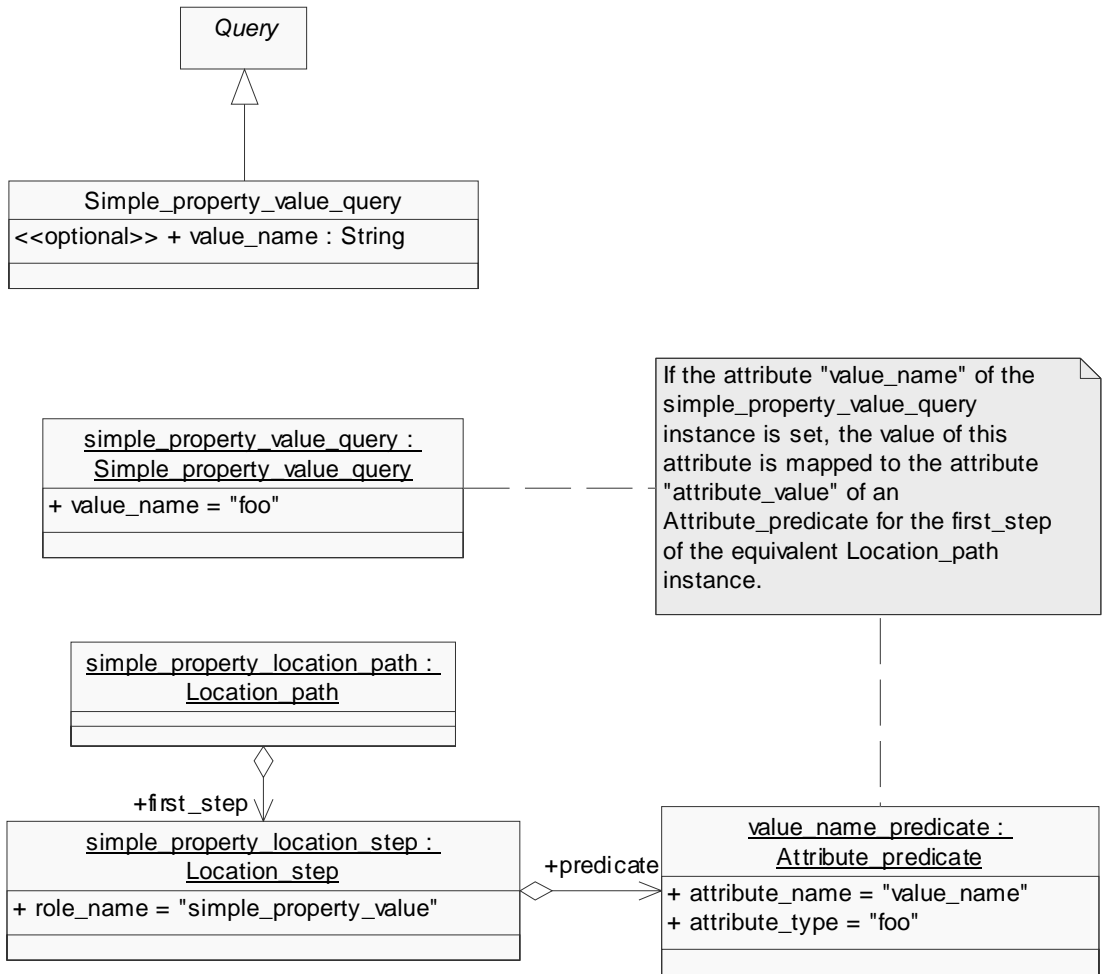 Query
Simple_property_value_query
<<optional>> + value_name : String
If the attribute "value_name" of the
simple_property_value_query
instance is set, the value of this
attribute is mapped to the attribute
"attribute_value" of an
Attribute_predicate for the first_step
of the equivalent Location_path
instance.
simple_property_value_query :
Simple_property_value_query
+ value_name = "foo"
simple_property_location_path :
Location_path
+first_step
simple_property_location_step :
Location_step
+ role_name = "simple_property_value"
+predicate
value_name_predicate :
Attribute_predicate
+ attribute_name = "value_name"
+ attribute_type = "foo"